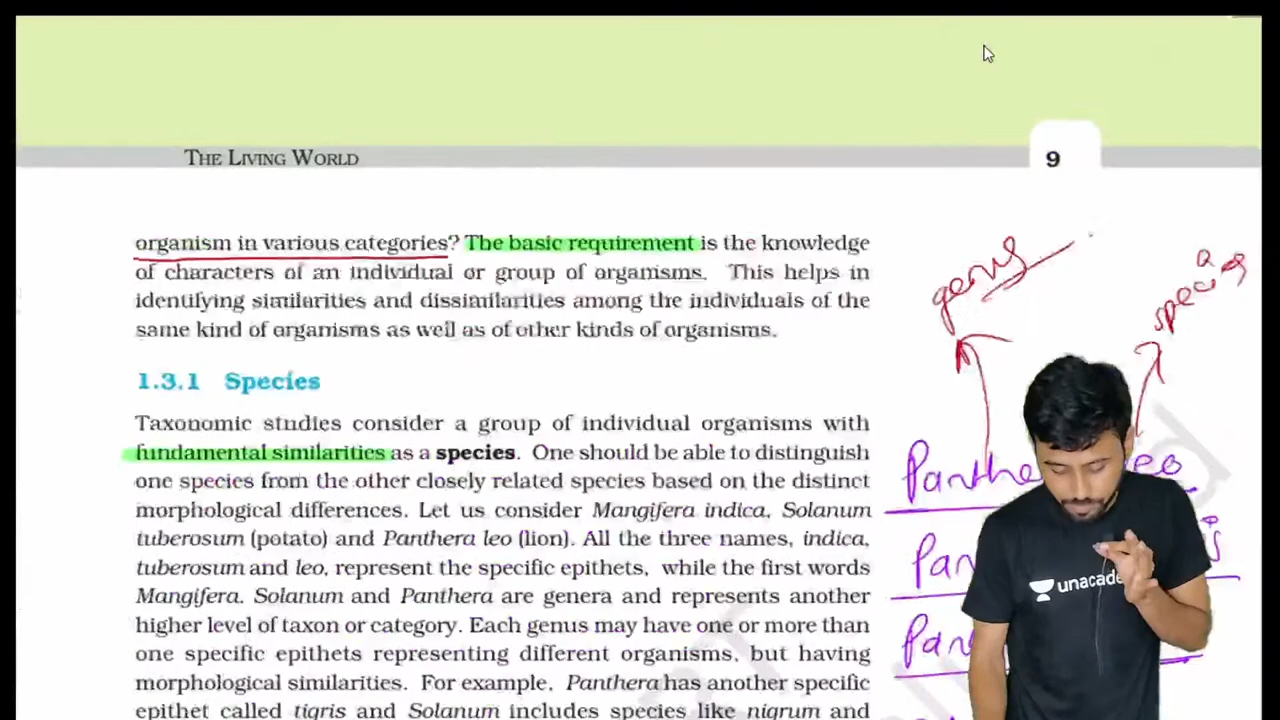 THE LIVING WORLD
9
organism in various categories? The basic requirement is the knowledge
of characters of an individual or group of organisms. This helps in
identifying similarities and dissimilarities among the individuals of the
same kind of organisms as well as of other kinds of organisms.
genus
species
1.3.1 Species
Taxonomic studies consider a group of individual organisms with
fundamental similarities as a species. One should be able to distinguish
one species from the other closely related species based on the distinct
morphological differences. Let us consider Mangifera indica, Solanum
tuberosum (potato) and Panthera leo (lion). All the three names, indica,
tuberosum and leo, represent the specific epithets, while the first words
Mangifera. Solanum and Panthera are genera and represents another
higher level of taxon or category. Each genus may have one or more than
one specific epithets representing different organisms, but having
morphological similarities. For example, Panthera has another specific
epithet called tigris and Solanum includes species like nigrum and
Panthe
eo
Pan
is
Pant
unacade